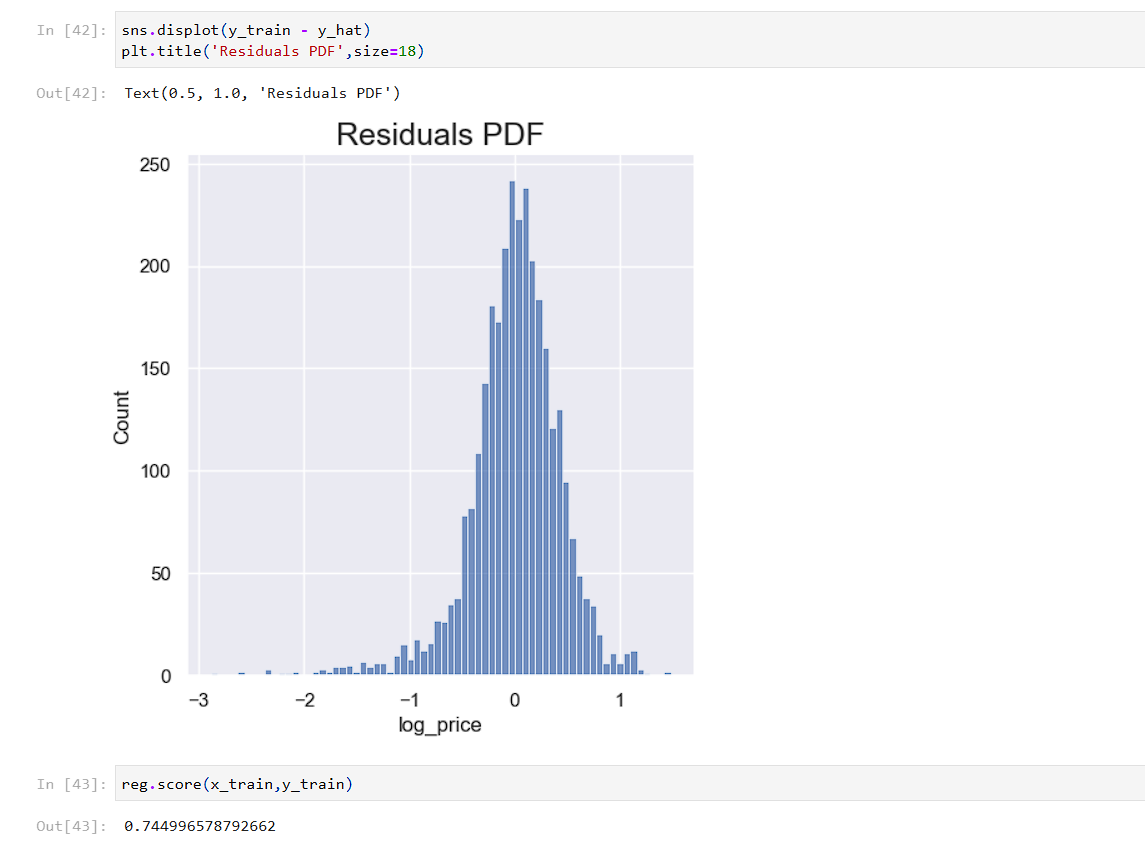 In [42]: sns.displot(y_train - y_hat)
plt.title('Residuals PDF',size=18)
Out[42]: Text(0.5, 1.0, 'Residuals PDF')
Residuals PDF
250
200
150
100
50
0
Count
−3 −2 −1 0 1
log_price
In [43]: reg.score(x_train,y_train)
Out[43]: 0.744996578792662